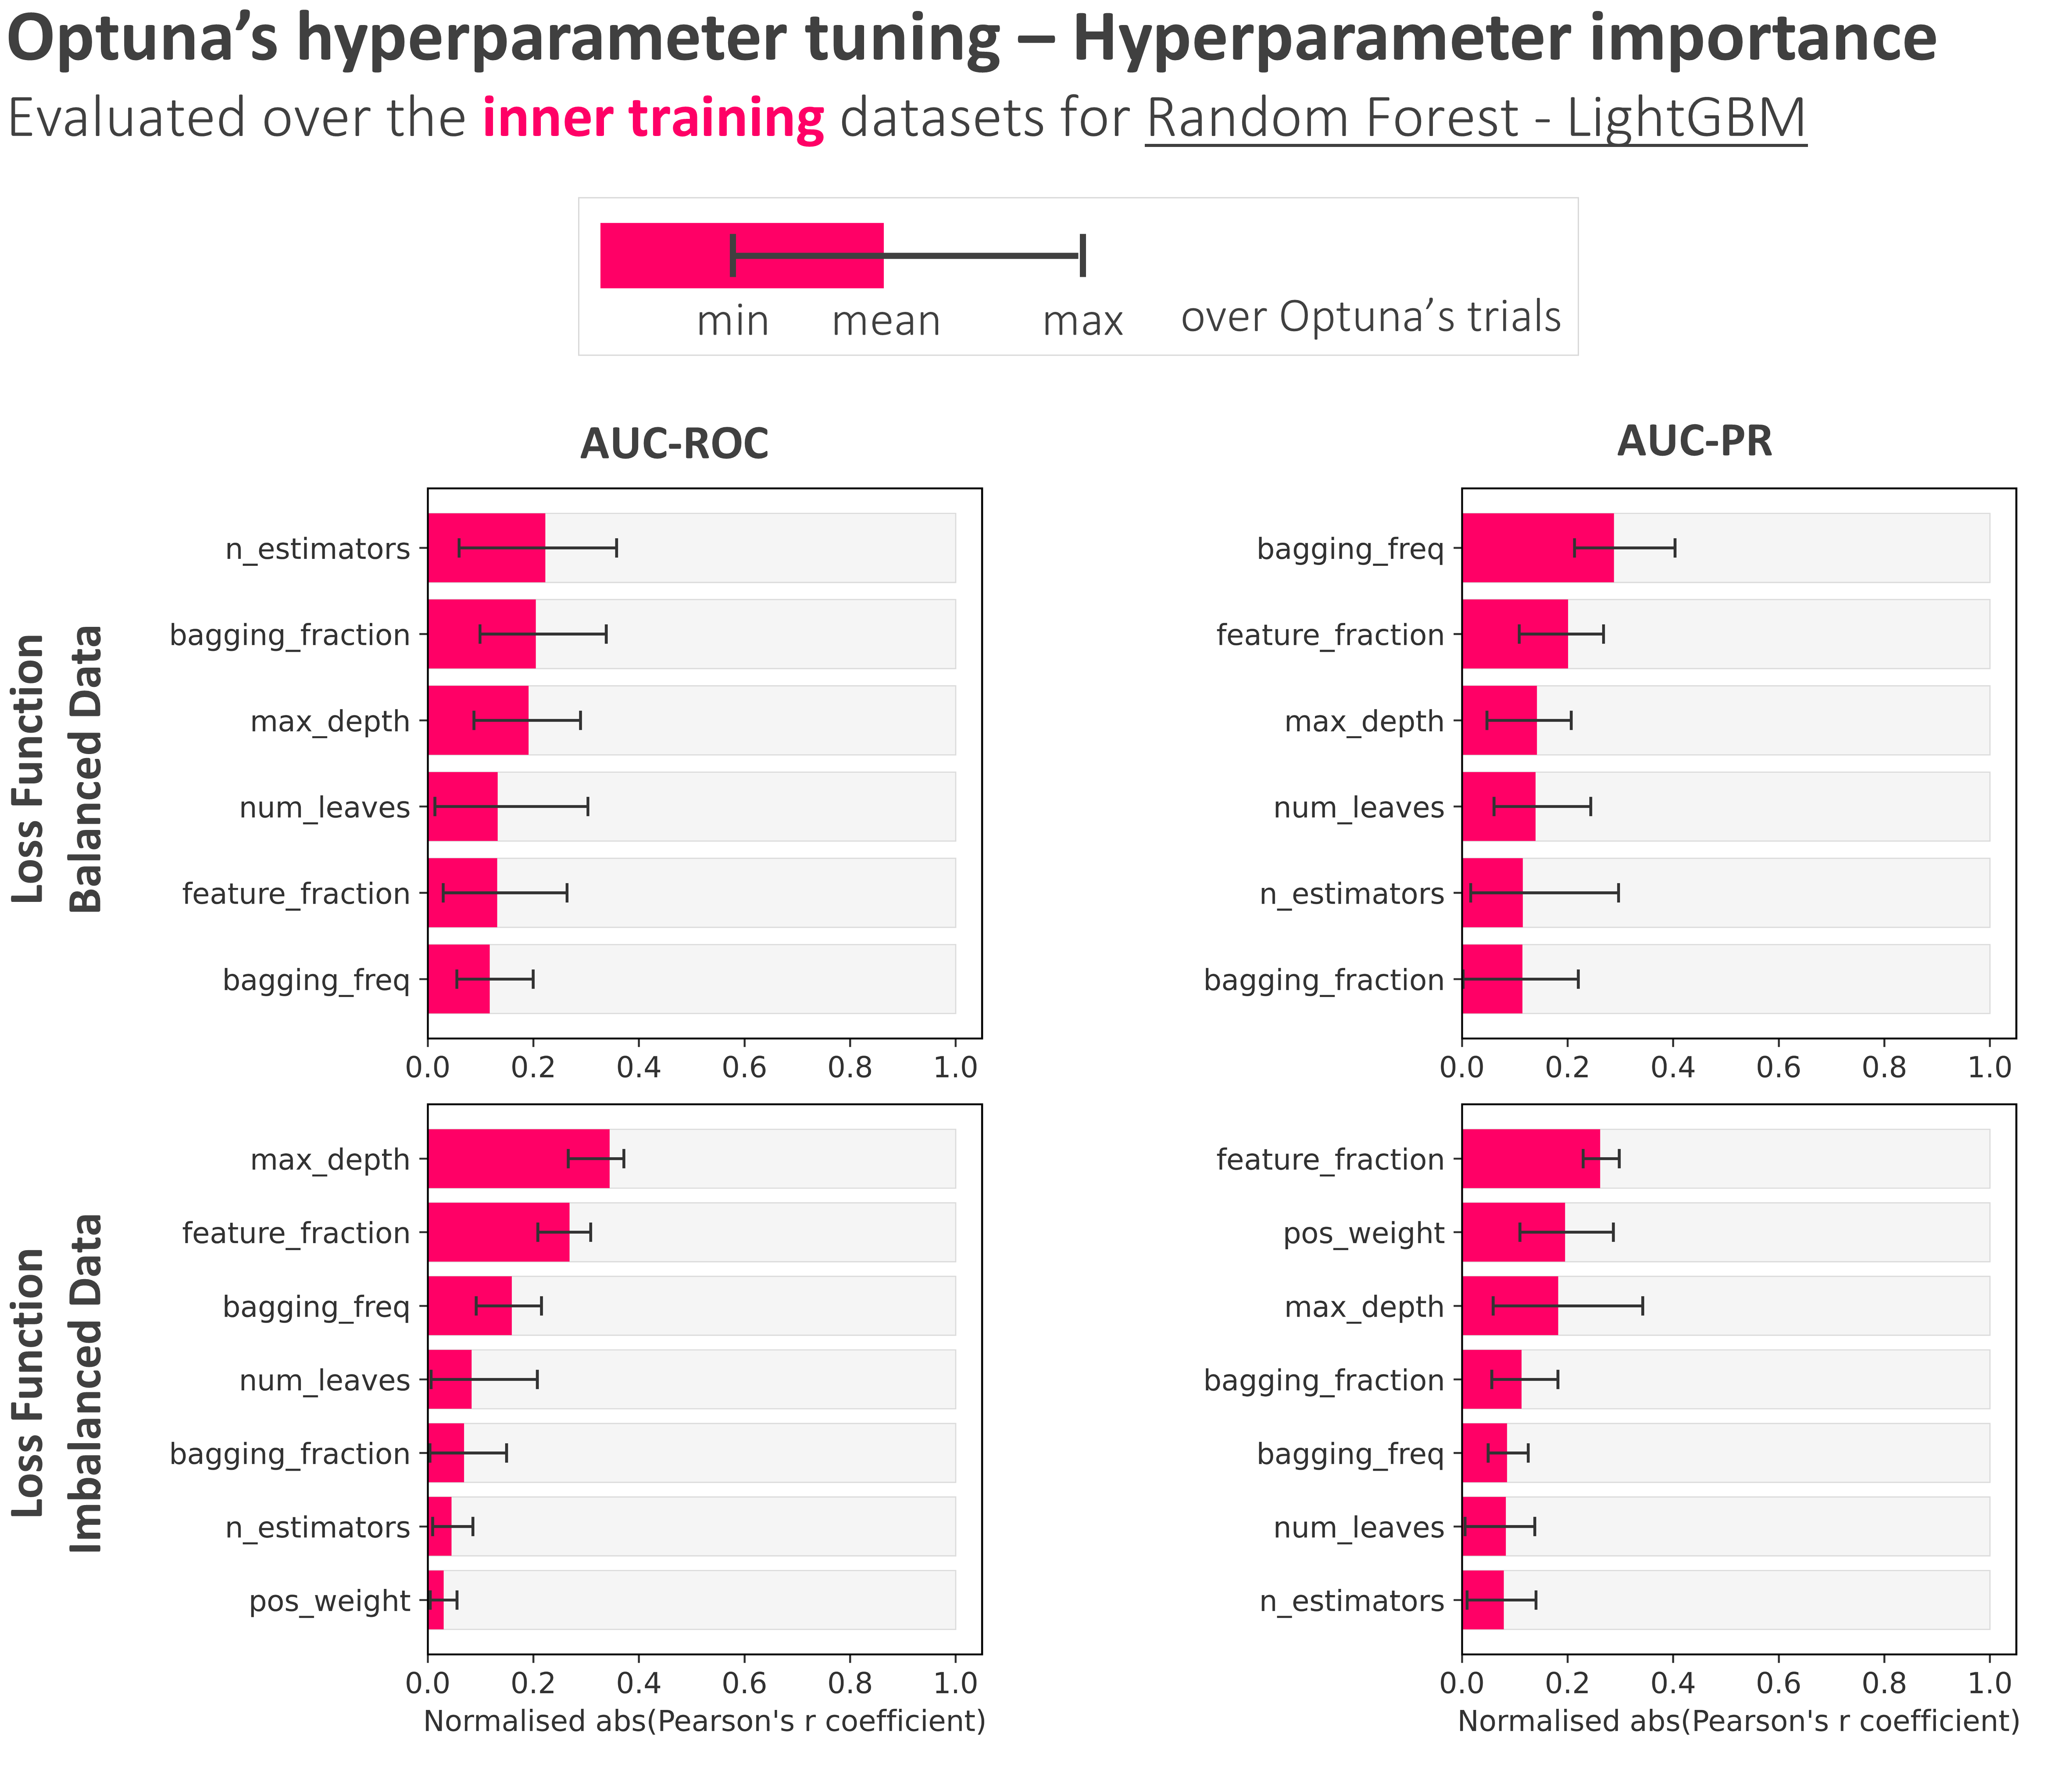 Optuna’s hyperparameter tuning – Hyperparameter importance
Evaluated over the inner training datasets for Random Forest - LightGBM
min mean max over Optuna’s trials
AUC-ROC
AUC-PR
Loss Function
Balanced Data
n_estimators
bagging_fraction
max_depth
num_leaves
feature_fraction
bagging_freq
0.0 0.2 0.4 0.6 0.8 1.0
bagging_freq
feature_fraction
max_depth
num_leaves
n_estimators
bagging_fraction
0.0 0.2 0.4 0.6 0.8 1.0
Loss Function
Imbalanced Data
max_depth
feature_fraction
bagging_freq
num_leaves
bagging_fraction
n_estimators
pos_weight
0.0 0.2 0.4 0.6 0.8 1.0
Normalised abs(Pearson's r coefficient)
feature_fraction
pos_weight
max_depth
bagging_fraction
bagging_freq
num_leaves
n_estimators
0.0 0.2 0.4 0.6 0.8 1.0
Normalised abs(Pearson's r coefficient)